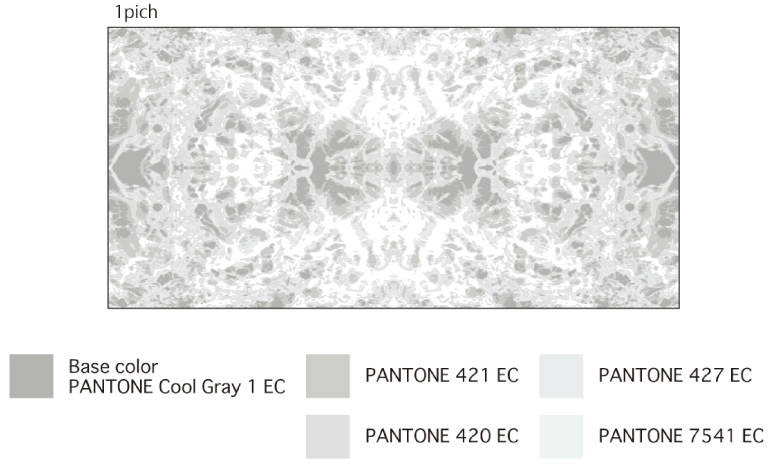 1pich
Base color
PANTONE Cool Gray 1 EC
PANTONE 421 EC
PANTONE 427 EC
PANTONE 420 EC
PANTONE 7541 EC